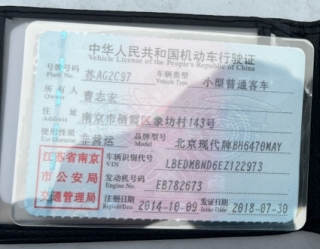 中华人民共和国机动车行驶证
Vehicle License of the People's Republic of China
号牌号码 苏AG2C97 车辆类型 小型普通客车
Plate No. Vehicle Type
所有人 曹志宏
Owner
住址 南京市栖霞区象坊村143号
Address
使用性质 非营运 品牌型号 北京现代牌BH6470MAY
Use Character Model
江苏省南京
市公安局
交通管理局
车辆识别代号 LBEDMBND6EZ122973
VIN
发动机号码 EB782673
Engine No.
注册日期 2014-10-09 发证日期 2018-07-30
Register Date Issue Date